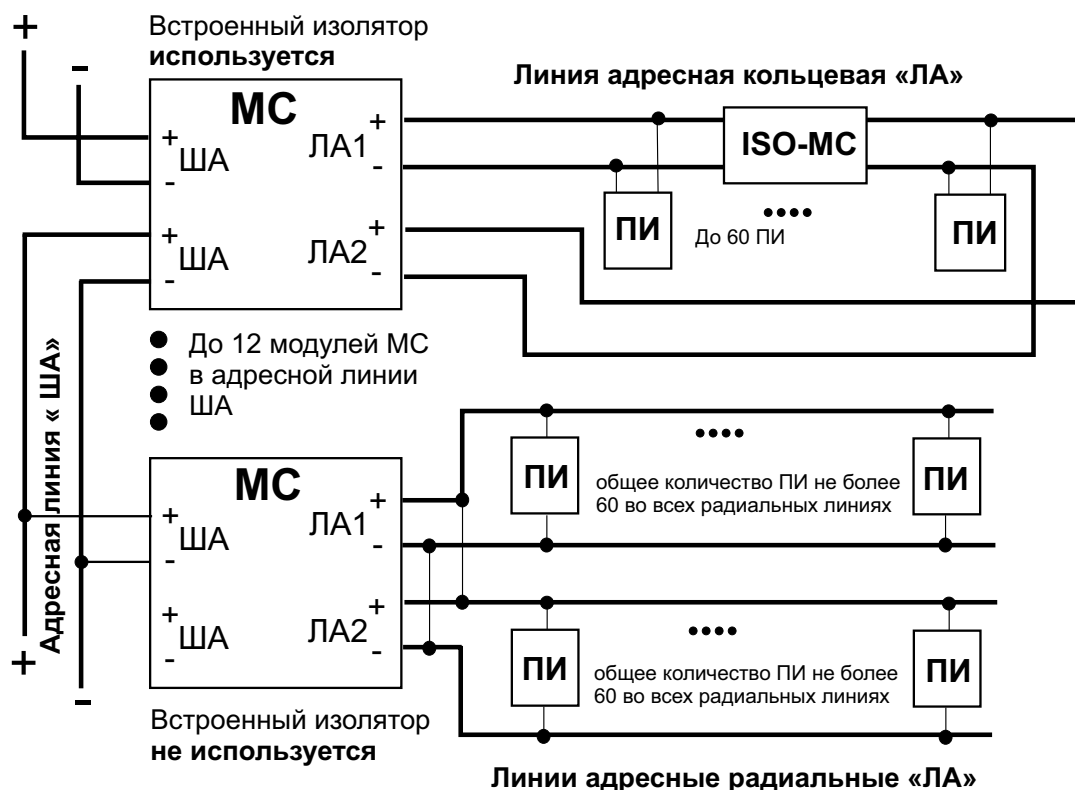 +
-
Встроенный изолятор
используется
Линия адресная кольцевая «ЛА»
МС
+
ША
-
+
ША
-
ЛА1
+
-
ЛА2
+
-
ISO-МС
ПИ
До 60 ПИ
ПИ
До 12 модулей МС
в адресной линии
ША
Адресная линия « ША»
МС
+
ША
-
+
ША
-
ЛА1
+
-
ЛА2
+
-
ПИ
общее количество ПИ не более
60 во всех радиальных линиях
ПИ
ПИ
общее количество ПИ не более
60 во всех радиальных линиях
ПИ
+
-
Встроенный изолятор
не используется
Линии адресные радиальные «ЛА»